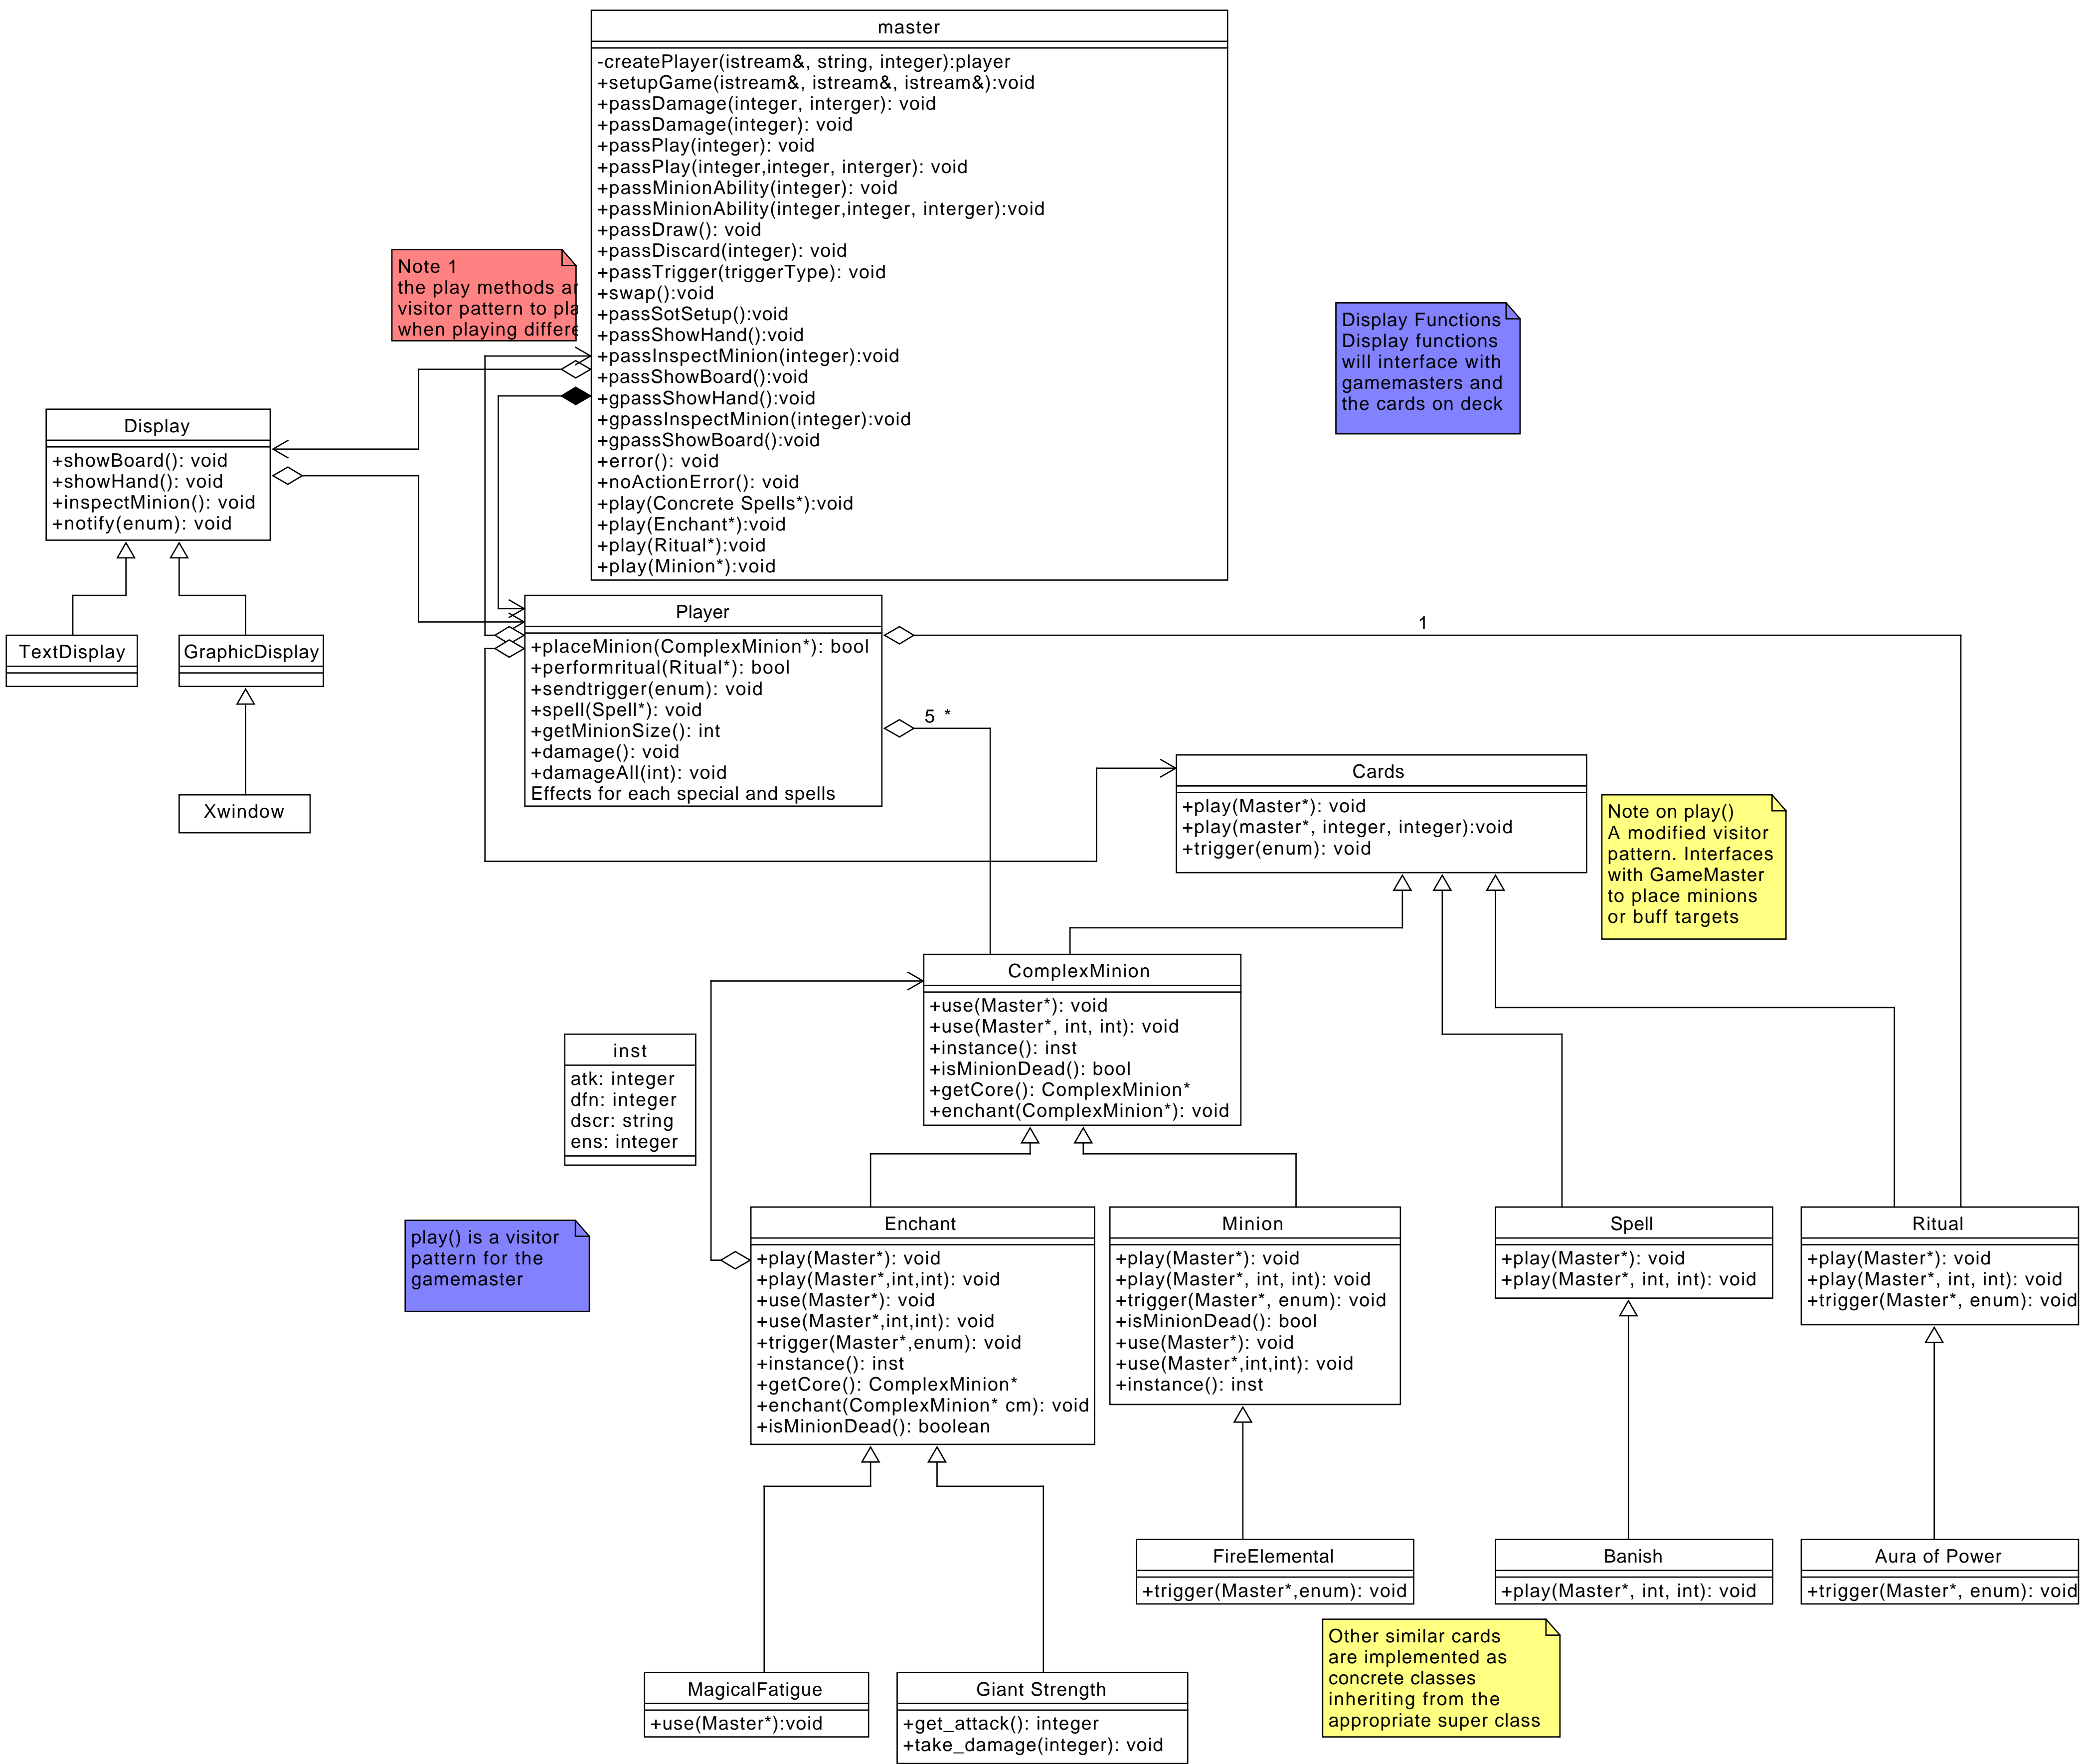 master
-createPlayer(istream&, string, integer):player
+setupGame(istream&, istream&, istream&):void
+passDamage(integer, interger): void
+passDamage(integer): void
+passPlay(integer): void
+passPlay(integer,integer, interger): void
+passMinionAbility(integer): void
+passMinionAbility(integer,integer, interger):void
+passDraw(): void
+passDiscard(integer): void
+passTrigger(triggerType): void
+swap():void
+passSotSetup():void
+passShowHand():void
+passInspectMinion(integer):void
+passShowBoard():void
+gpassShowHand():void
+gpassInspectMinion(integer):void
+gpassShowBoard():void
+error(): void
+noActionError(): void
+play(Concrete Spells*):void
+play(Enchant*):void
+play(Ritual*):void
+play(Minion*):void
Note 1
the play methods ar
visitor pattern to pla
when playing differe
Display Functions
Display functions
will interface with
gamemasters and
the cards on deck
Display
+showBoard(): void
+showHand(): void
+inspectMinion(): void
+notify(enum): void
TextDisplay
GraphicDisplay
Xwindow
Player
+placeMinion(ComplexMinion*): bool
+performritual(Ritual*): bool
+sendtrigger(enum): void
+spell(Spell*): void
+getMinionSize(): int
+damage(): void
+damageAll(int): void
Effects for each special and spells
1
5 *
Cards
+play(Master*): void
+play(master*, integer, integer):void
+trigger(enum): void
Note on play()
A modified visitor
pattern. Interfaces
with GameMaster
to place minions
or buff targets
ComplexMinion
+use(Master*): void
+use(Master*, int, int): void
+instance(): inst
+isMinionDead(): bool
+getCore(): ComplexMinion*
+enchant(ComplexMinion*): void
inst
atk: integer
dfn: integer
dscr: string
ens: integer
play() is a visitor
pattern for the
gamemaster
Enchant
+play(Master*): void
+play(Master*,int,int): void
+use(Master*): void
+use(Master*,int,int): void
+trigger(Master*,enum): void
+instance(): inst
+getCore(): ComplexMinion*
+enchant(ComplexMinion* cm): void
+isMinionDead(): boolean
Minion
+play(Master*): void
+play(Master*, int, int): void
+trigger(Master*, enum): void
+isMinionDead(): bool
+use(Master*): void
+use(Master*,int,int): void
+instance(): inst
Spell
+play(Master*): void
+play(Master*, int, int): void
Ritual
+play(Master*): void
+play(Master*, int, int): void
+trigger(Master*, enum): void
FireElemental
+trigger(Master*,enum): void
Banish
+play(Master*, int, int): void
Aura of Power
+trigger(Master*, enum): void
Other similar cards
are implemented as
concrete classes
inheriting from the
appropriate super class
MagicalFatigue
+use(Master*):void
Giant Strength
+get_attack(): integer
+take_damage(integer): void